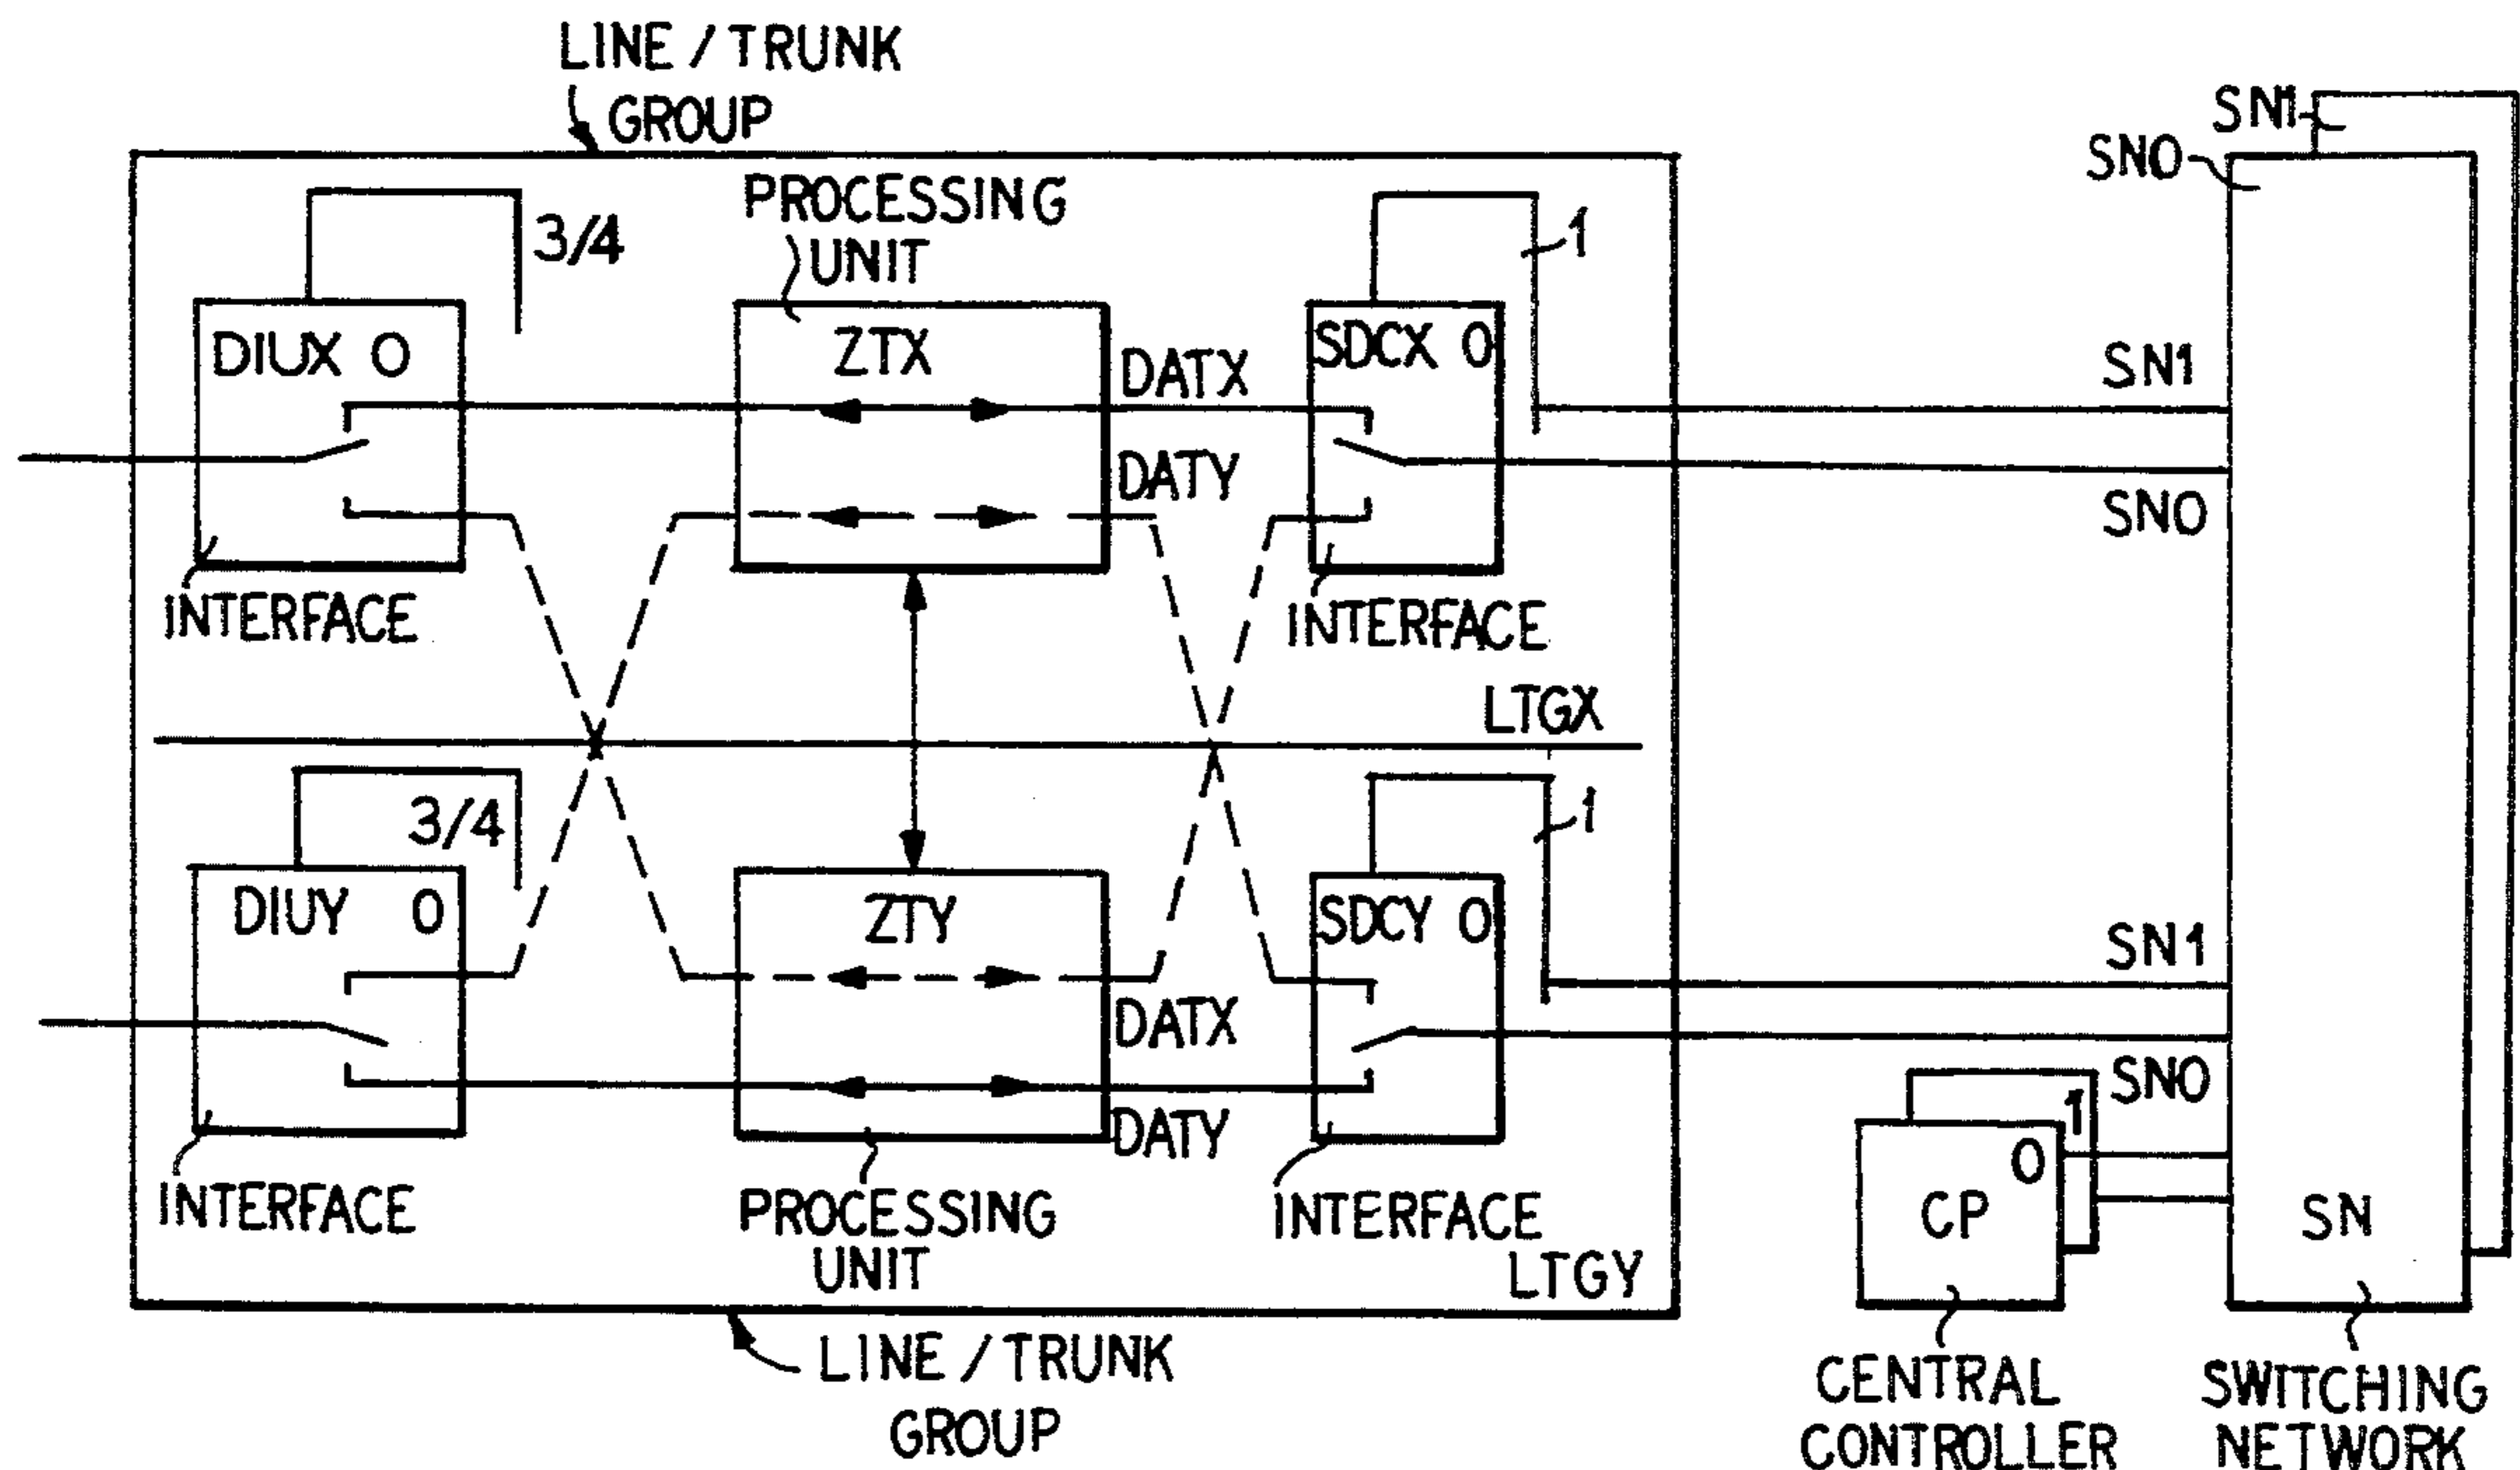 LINE / TRUNK
GROUP
SN1
SN0
PROCESSING
UNIT
3/4
1
DIUX 0
ZTX
SDCX 0
DATX
SN1
DATY
SN0
INTERFACE
INTERFACE
LTGX
3/4
1
DIUY 0
ZTY
SDCY 0
SN1
DATX
SN0
DATY
1
0
CP
SN
INTERFACE
PROCESSING
UNIT
INTERFACE
LTGY
LINE / TRUNK
GROUP
CENTRAL
CONTROLLER
SWITCHING
NETWORK